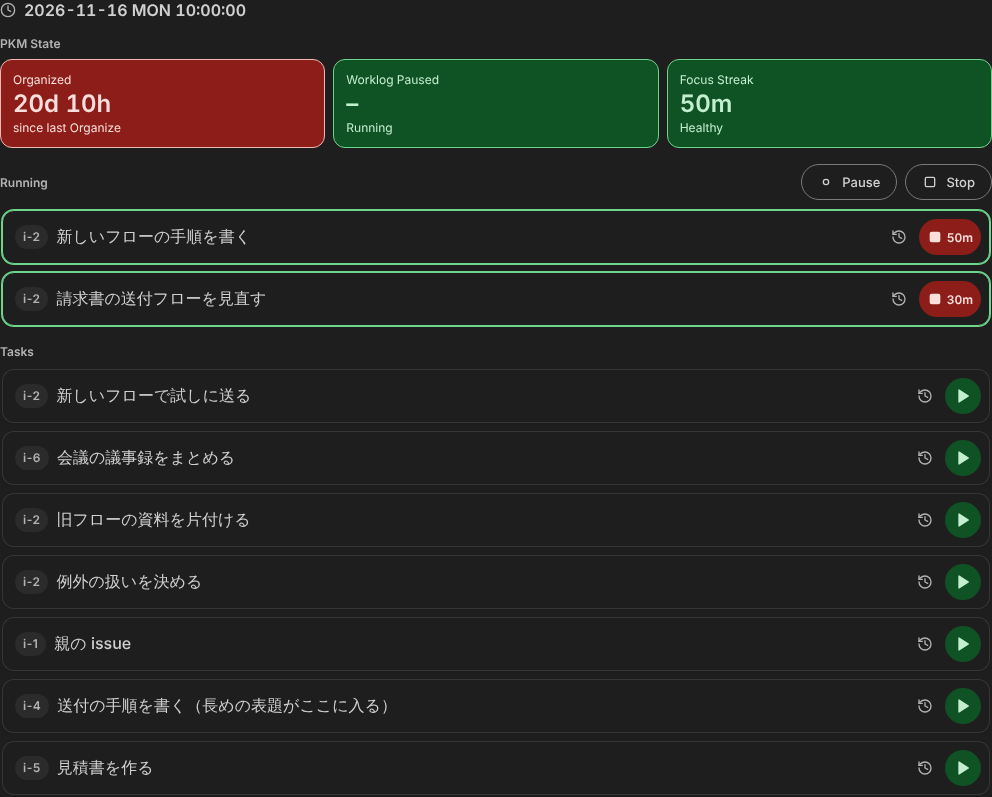 2026-11-16 MON 10:00:00
PKM State
Organized
20d 10h
since last Organize
Worklog Paused
–
Running
Focus Streak
50m
Healthy
Running
Pause
Stop
i-2 新しいフローの手順を書く 50m
i-2 請求書の送付フローを見直す 30m
Tasks
i-2 新しいフローで試しに送る
i-6 会議の議事録をまとめる
i-2 旧フローの資料を片付ける
i-2 例外の扱いを決める
i-1 親の issue
i-4 送付の手順を書く（長めの表題がここに入る）
i-5 見積書を作る